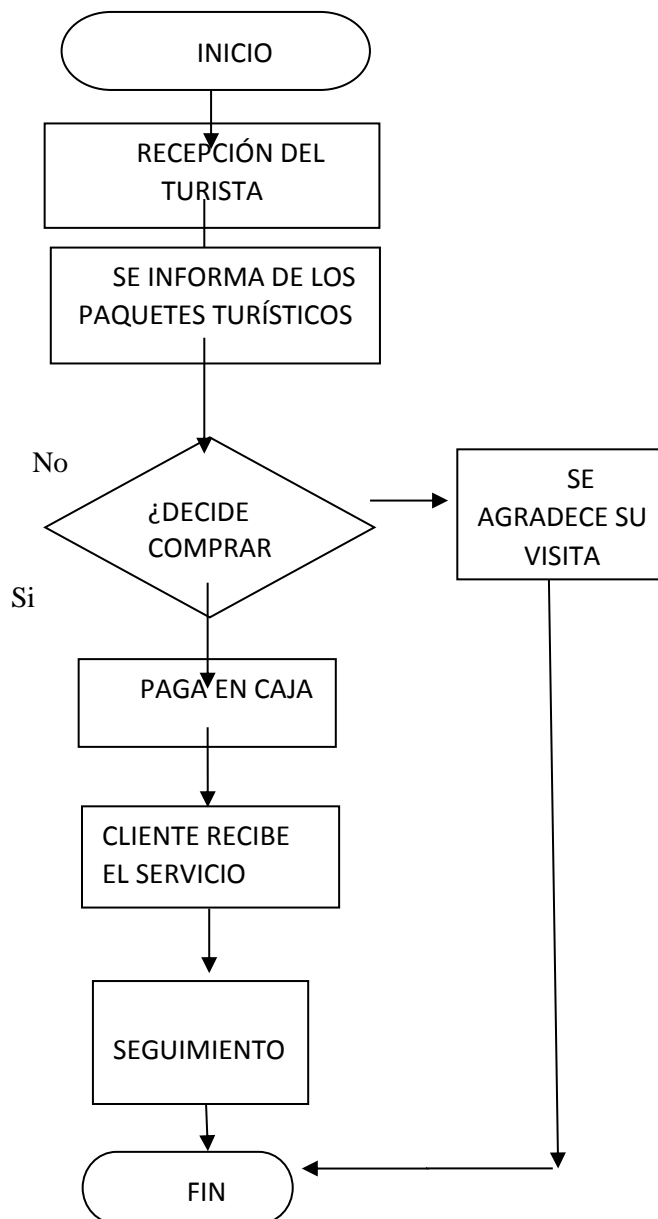 INICIO
RECEPCIÓN DEL
TURISTA
SE INFORMA DE LOS
PAQUETES TURÍSTICOS
No
¿DECIDE
COMPRAR
SE
AGRADECE SU
VISITA
Si
PAGA EN CAJA
CLIENTE RECIBE
EL SERVICIO
SEGUIMIENTO
FIN